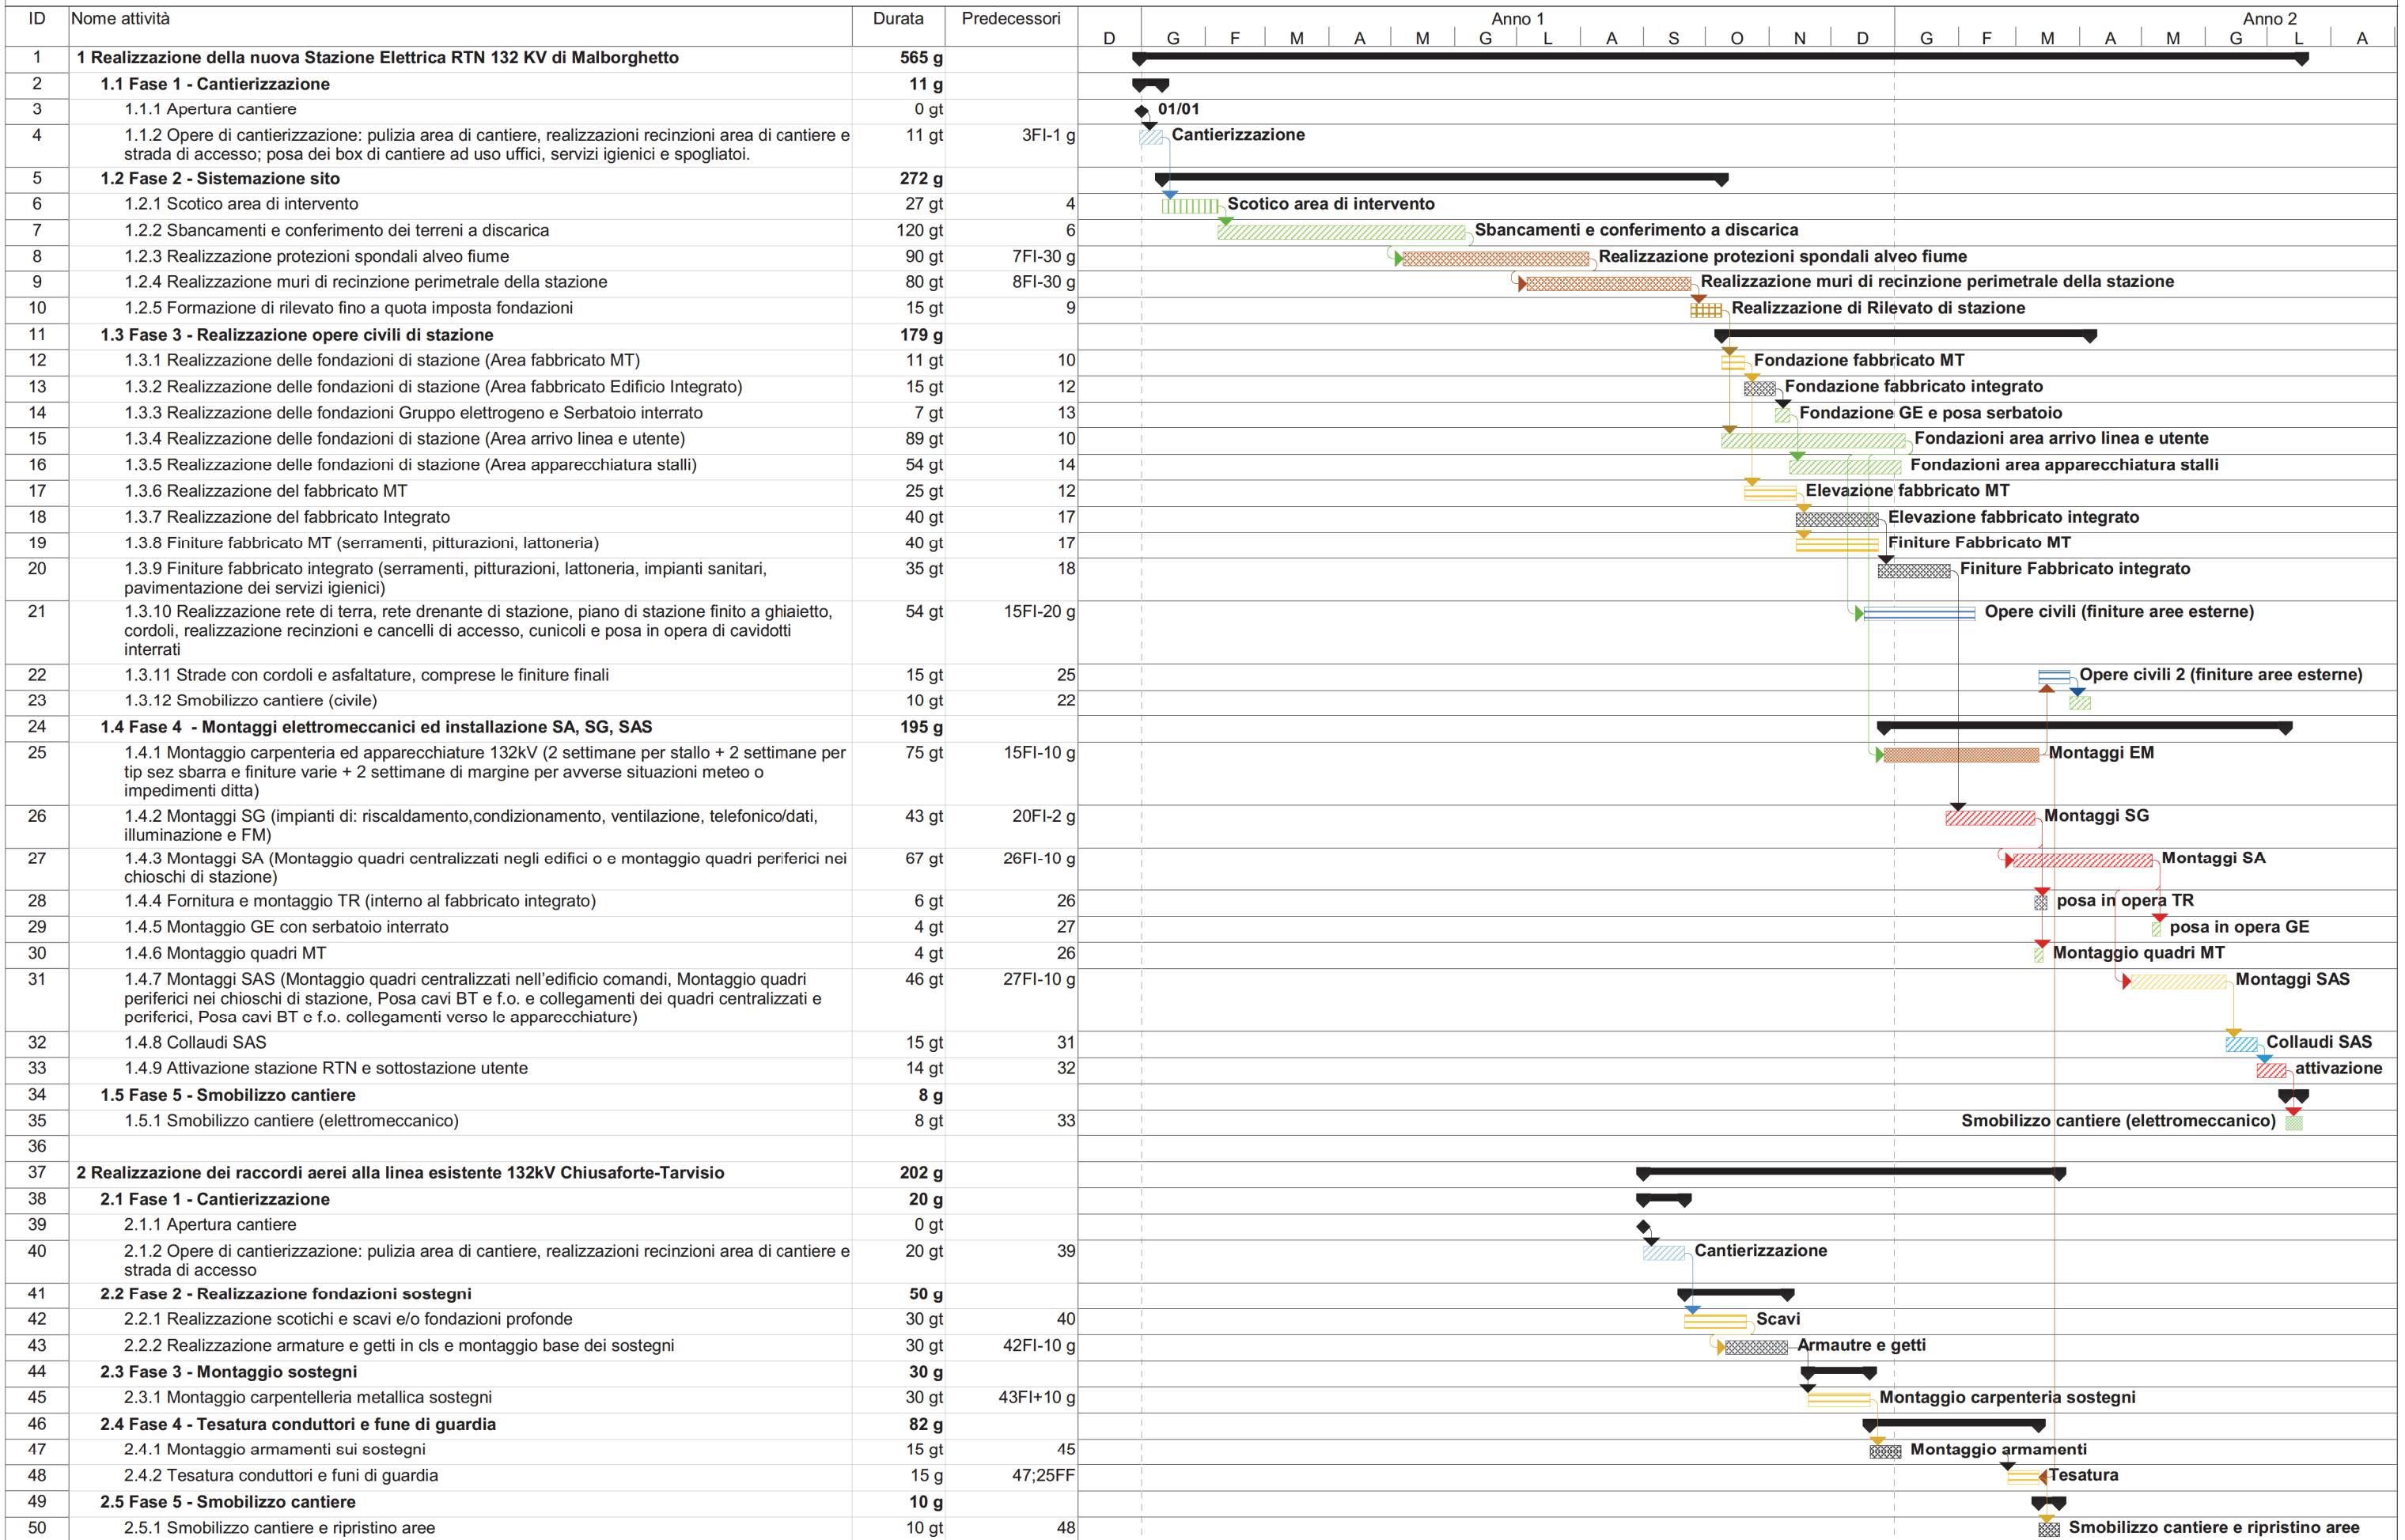 ID Nome attività Durata Predecessori Anno 1 Anno 2
D G F M A M G L A S O N D G F M A M G L A
1 1 Realizzazione della nuova Stazione Elettrica RTN 132 KV di Malborghetto 565 g
2 1.1 Fase 1 - Cantierizzazione 11 g
3 1.1.1 Apertura cantiere 0 gt 01/01
4 1.1.2 Opere di cantierizzazione: pulizia area di cantiere, realizzazioni recinzioni area di cantiere e 11 gt 3FI-1 g Cantierizzazione
strada di accesso; posa dei box di cantiere ad uso uffici, servizi igienici e spogliatoi.
5 1.2 Fase 2 - Sistemazione sito 272 g
6 1.2.1 Scotico area di intervento 27 gt 4 Scotico area di intervento
7 1.2.2 Sbancamenti e conferimento dei terreni a discarica 120 gt 6 Sbancamenti e conferimento a discarica
8 1.2.3 Realizzazione protezioni spondali alveo fiume 90 gt 7FI-30 g Realizzazione protezioni spondali alveo fiume
9 1.2.4 Realizzazione muri di recinzione perimetrale della stazione 80 gt 8FI-30 g Realizzazione muri di recinzione perimetrale della stazione
10 1.2.5 Formazione di rilevato fino a quota imposta fondazioni 15 gt 9 Realizzazione di Rilevato di stazione
11 1.3 Fase 3 - Realizzazione opere civili di stazione 179 g
12 1.3.1 Realizzazione delle fondazioni di stazione (Area fabbricato MT) 11 gt 10 Fondazione fabbricato MT
13 1.3.2 Realizzazione delle fondazioni di stazione (Area fabbricato Edificio Integrato) 15 gt 12 Fondazione fabbricato integrato
14 1.3.3 Realizzazione delle fondazioni Gruppo elettrogeno e Serbatoio interrato 7 gt 13 Fondazione GE e posa serbatoio
15 1.3.4 Realizzazione delle fondazioni di stazione (Area arrivo linea e utente) 89 gt 10 Fondazioni area arrivo linea e utente
16 1.3.5 Realizzazione delle fondazioni di stazione (Area apparecchiatura stalli) 54 gt 14 Fondazioni area apparecchiatura stalli
17 1.3.6 Realizzazione del fabbricato MT 25 gt 12 Elevazione fabbricato MT
18 1.3.7 Realizzazione del fabbricato Integrato 40 gt 17 Elevazione fabbricato integrato
19 1.3.8 Finiture fabbricato MT (serramenti, pitturazioni, lattoneria) 40 gt 17 Finiture Fabbricato MT
20 1.3.9 Finiture fabbricato integrato (serramenti, pitturazioni, lattoneria, impianti sanitari, 35 gt 18 Finiture Fabbricato integrato
pavimentazione dei servizi igienici)
21 1.3.10 Realizzazione rete di terra, rete drenante di stazione, piano di stazione finito a ghiaietto, 54 gt 15FI-20 g Opere civili (finiture aree esterne)
cordoli, realizzazione recinzioni e cancelli di accesso, cunicoli e posa in opera di cavidotti
interrati
22 1.3.11 Strade con cordoli e asfaltature, comprese le finiture finali 15 gt 25 Opere civili 2 (finiture aree esterne)
23 1.3.12 Smobilizzo cantiere (civile) 10 gt 22
24 1.4 Fase 4 - Montaggi elettromeccanici ed installazione SA, SG, SAS 195 g
25 1.4.1 Montaggio carpenteria ed apparecchiature 132kV (2 settimane per stallo + 2 settimane per 75 gt 15FI-10 g Montaggi EM
tip sez sbarra e finiture varie + 2 settimane di margine per avverse situazioni meteo o
impedimenti ditta)
26 1.4.2 Montaggi SG (impianti di: riscaldamento,condizionamento, ventilazione, telefonico/dati, 43 gt 20FI-2 g Montaggi SG
illuminazione e FM)
27 1.4.3 Montaggi SA (Montaggio quadri centralizzati negli edifici o e montaggio quadri periferici nei 67 gt 26FI-10 g Montaggi SA
chioschi di stazione)
28 1.4.4 Fornitura e montaggio TR (interno al fabbricato integrato) 6 gt 26 posa in opera TR
29 1.4.5 Montaggio GE con serbatoio interrato 4 gt 27 posa in opera GE
30 1.4.6 Montaggio quadri MT 4 gt 26 Montaggio quadri MT
31 1.4.7 Montaggi SAS (Montaggio quadri centralizzati nell'edificio comandi, Montaggio quadri 46 gt 27FI-10 g Montaggi SAS
periferici nei chioschi di stazione, Posa cavi BT e f.o. e collegamenti dei quadri centralizzati e
periferici, Posa cavi BT e f.o. collegamenti verso le apparecchiature)
32 1.4.8 Collaudi SAS 15 gt 31 Collaudi SAS
33 1.4.9 Attivazione stazione RTN e sottostazione utente 14 gt 32 attivazione
34 1.5 Fase 5 - Smobilizzo cantiere 8 g
35 1.5.1 Smobilizzo cantiere (elettromeccanico) 8 gt 33 Smobilizzo cantiere (elettromeccanico)
36
37 2 Realizzazione dei raccordi aerei alla linea esistente 132kV Chiusaforte-Tarvisio 202 g
38 2.1 Fase 1 - Cantierizzazione 20 g
39 2.1.1 Apertura cantiere 0 gt
40 2.1.2 Opere di cantierizzazione: pulizia area di cantiere, realizzazioni recinzioni area di cantiere e 20 gt 39 Cantierizzazione
strada di accesso
41 2.2 Fase 2 - Realizzazione fondazioni sostegni 50 g
42 2.2.1 Realizzazione scotichi e scavi e/o fondazioni profonde 30 gt 40 Scavi
43 2.2.2 Realizzazione armature e getti in cls e montaggio base dei sostegni 30 gt 42FI-10 g Armautre e getti
44 2.3 Fase 3 - Montaggio sostegni 30 g
45 2.3.1 Montaggio carpentelleria metallica sostegni 30 gt 43FI+10 g Montaggio carpenteria sostegni
46 2.4 Fase 4 - Tesatura conduttori e fune di guardia 82 g
47 2.4.1 Montaggio armamenti sui sostegni 15 gt 45 Montaggio armamenti
48 2.4.2 Tesatura conduttori e funi di guardia 15 g 47;25FF Tesatura
49 2.5 Fase 5 - Smobilizzo cantiere 10 g
50 2.5.1 Smobilizzo cantiere e ripristino aree 10 gt 48 Smobilizzo cantiere e ripristino aree